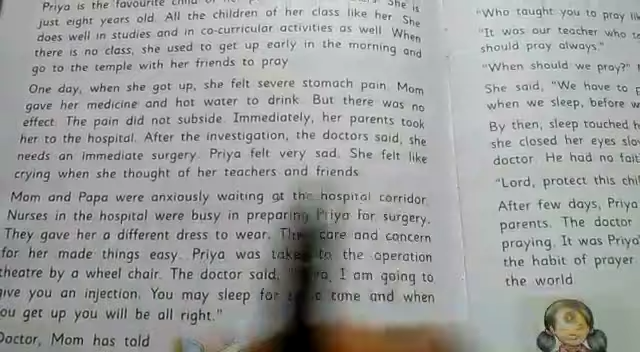 Priya is the favourite child of her She is
just eight years old. All the children of her class like her. She
does well in studies and in co-curricular activities as well. When
there is no class, she used to get up early in the morning and
go to the temple with her friends to pray
One day, when she got up, she felt severe stomach pain. Mom
gave her medicine and hot water to drink. But there was no
effect. The pain did not subside. Immediately, her parents took
her to the hospital. After the investigation, the doctors said, she
needs an immediate surgery. Priya felt very sad. She felt like
crying when she thought of her teachers and friends
Mom and Papa were anxiously waiting at the hospital corridor.
Nurses in the hospital were busy in preparing Priya for surgery.
They gave her a different dress to wear. The care and concern
for her made things easy. Priya was taken to the operation
theatre by a wheel chair. The doctor said, I am going to
give you an injection. You may sleep for time and when
you get up you will be all right."
Doctor, Mom has told
"Who taught you to pray
"It was our teacher who
should pray always."
"When should we pray?"
She said, "We have to
when we sleep, before
By then, sleep touched
she closed her eyes
doctor. He had no
"Lord, protect this
After few days, Priya
parents. The doctor
praying. It was
the habit of prayer
the world